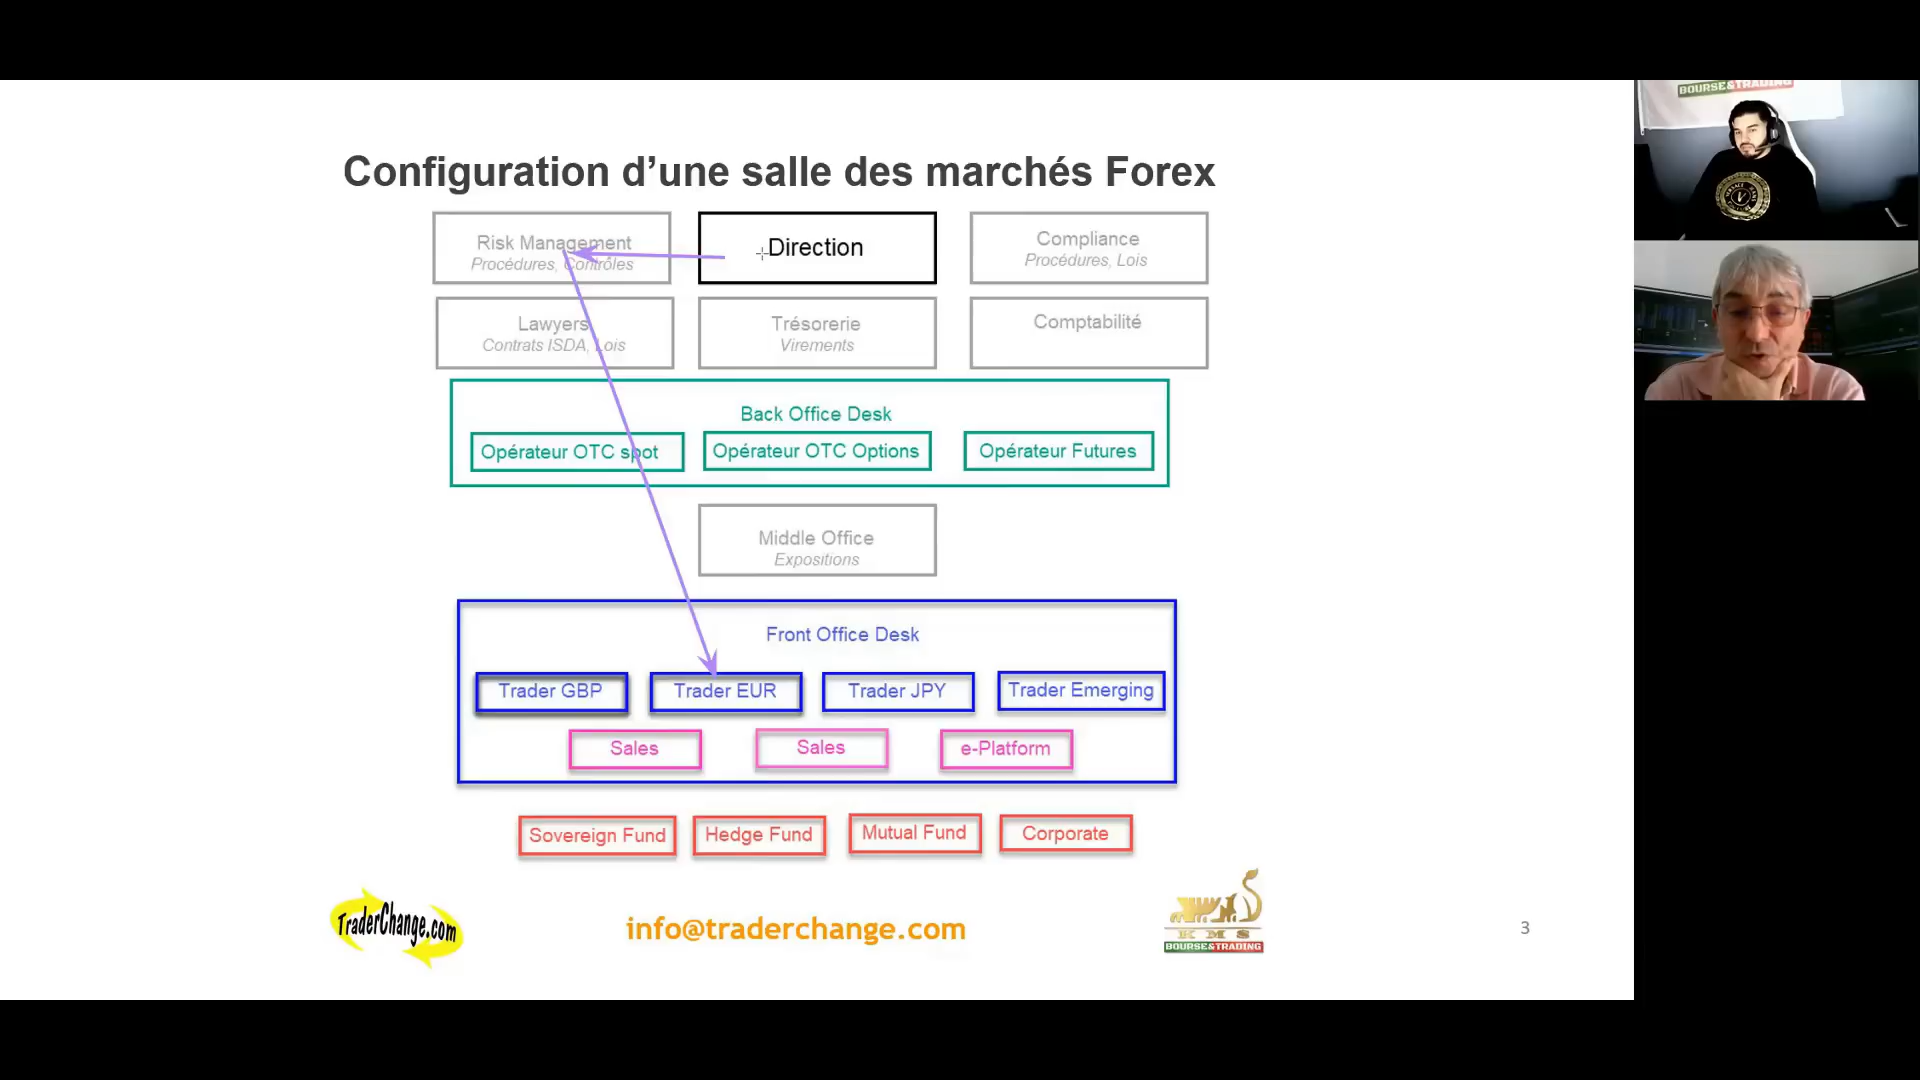 BOURSE&TRADING
Configuration d’une salle des marchés Forex
Risk Management
Procédures, Contrôles
Direction
Compliance
Procédures, Lois
Lawyers
Contrats ISDA, Lois
Trésorerie
Virements
Comptabilité
Back Office Desk
Opérateur OTC spot
Opérateur OTC Options
Opérateur Futures
Middle Office
Expositions
Front Office Desk
Trader GBP
Trader EUR
Trader JPY
Trader Emerging
Sales
Sales
e-Platform
Sovereign Fund
Hedge Fund
Mutual Fund
Corporate
TraderChange.com
info@traderchange.com
KMS
BOURSE&TRADING
3